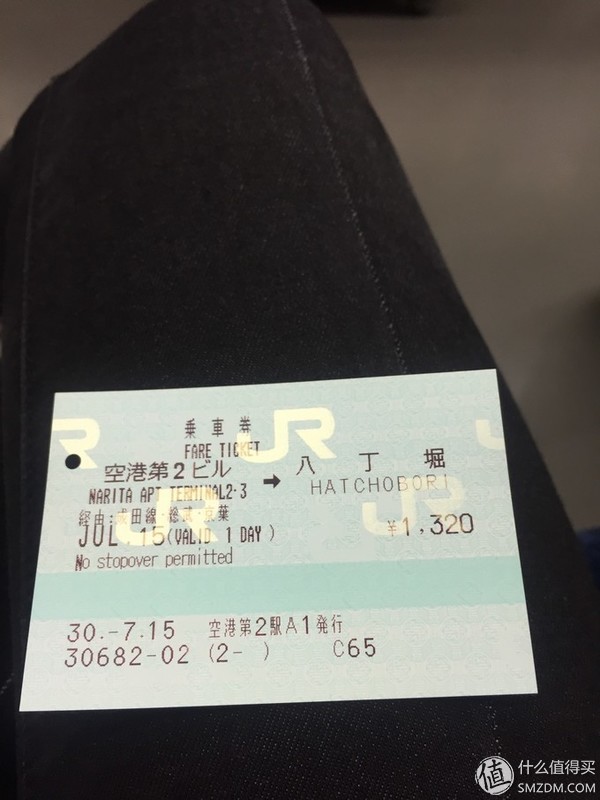 JR
乗車券
FARE TICKET
空港第2ビル → 八丁堀
NARITA APT TERMINAL2･3 HATCHOBORI
経由:成田線・総武・京葉
JUL 15(VALID 1 DAY) ¥1,320
No stopover permitted
30.-7.15 空港第2駅A1発行
30682-02 (2- ) C65
值 什么值得买
SMZDM.COM